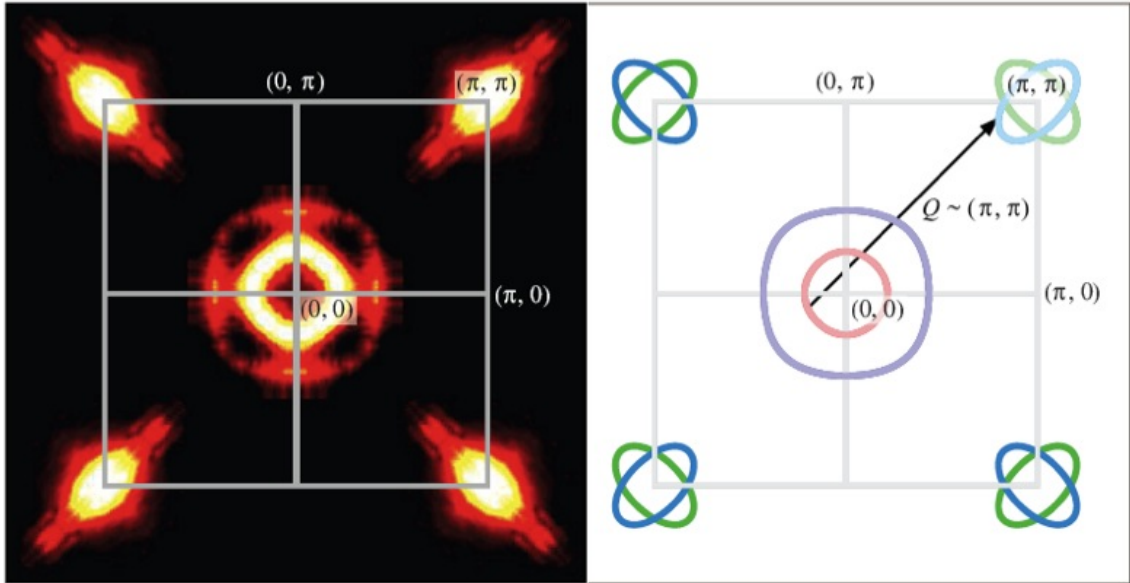 (0, π)
(π, π)
(0, 0)
(π, 0)
(0, π)
(π, π)
Q ~ (π, π)
(0, 0)
(π, 0)